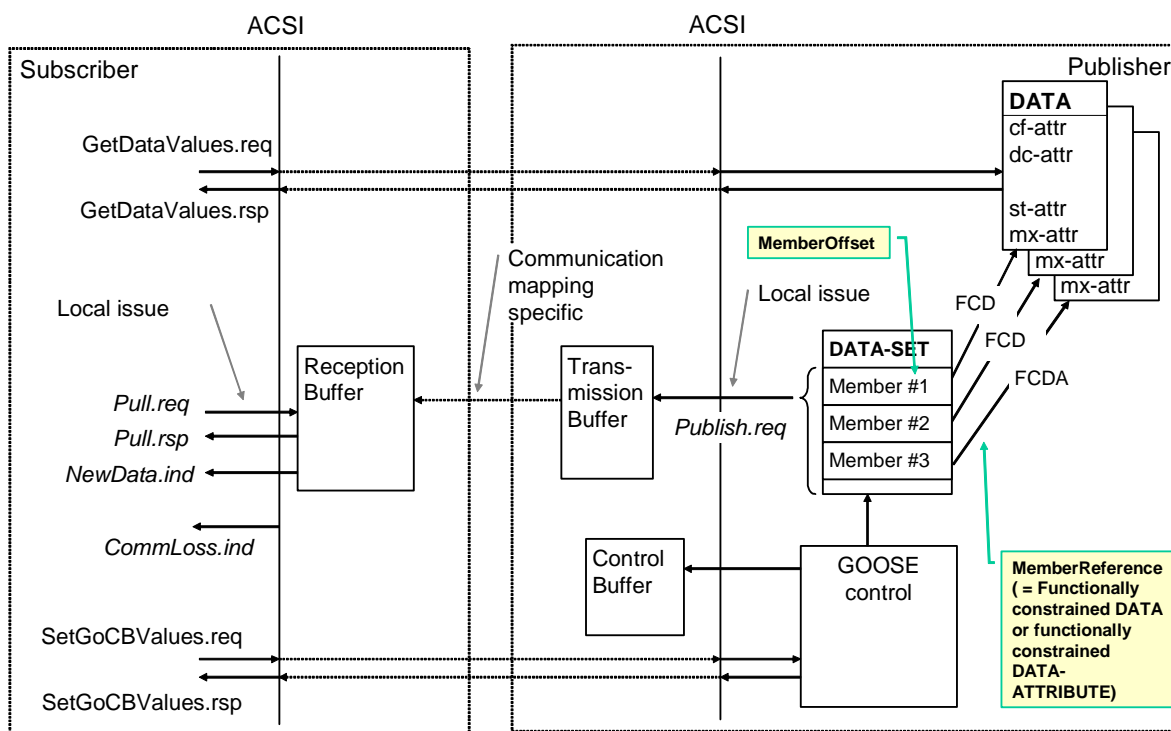 ACSI
ACSI
Subscriber
Publisher
DATA
cf-attr
dc-attr
st-attr
mx-attr
mx-attr
mx-attr
GetDataValues.req
GetDataValues.rsp
MemberOffset
Communication
mapping
specific
Local issue
Local issue
FCD
FCD
FCDA
DATA-SET
Member #1
Member #2
Member #3
Reception
Buffer
Trans-
mission
Buffer
Pull.req
Pull.rsp
NewData.ind
Publish.req
CommLoss.ind
Control
Buffer
GOOSE
control
MemberReference
( = Functionally
constrained DATA
or functionally
constrained
DATA-
ATTRIBUTE)
SetGoCBValues.req
SetGoCBValues.rsp